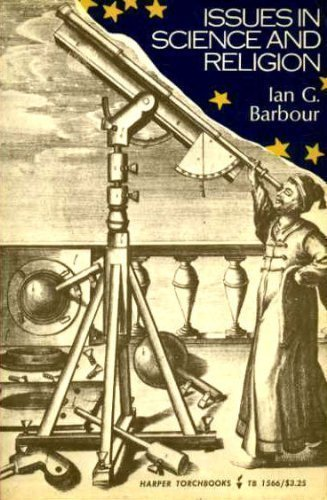 ISSUES IN
SCIENCE AND
RELIGION
Ian G.
Barbour
HARPER TORCHBOOKS TB 1566/$3.25